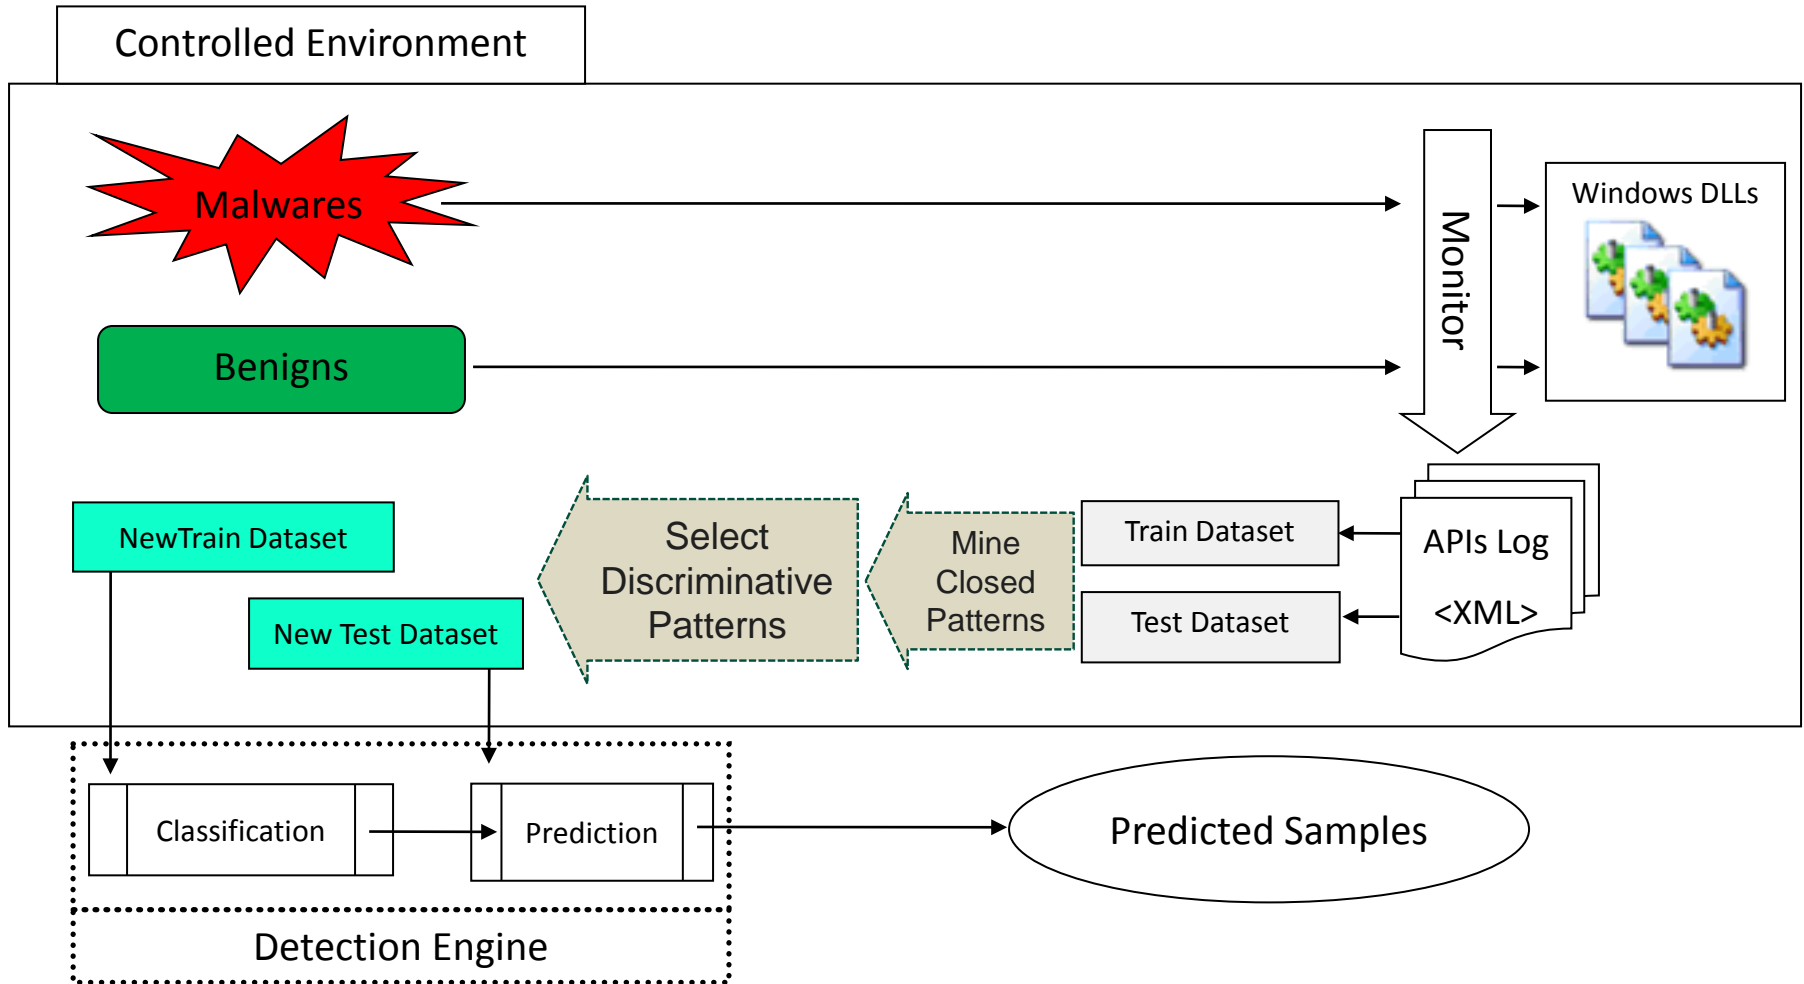 Controlled Environment
Malwares
Benigns
Monitor
Windows DLLs
NewTrain Dataset
New Test Dataset
Select
Discriminative
Patterns
Mine
Closed
Patterns
Train Dataset
Test Dataset
APIs Log
<XML>
Classification
Prediction
Predicted Samples
Detection Engine